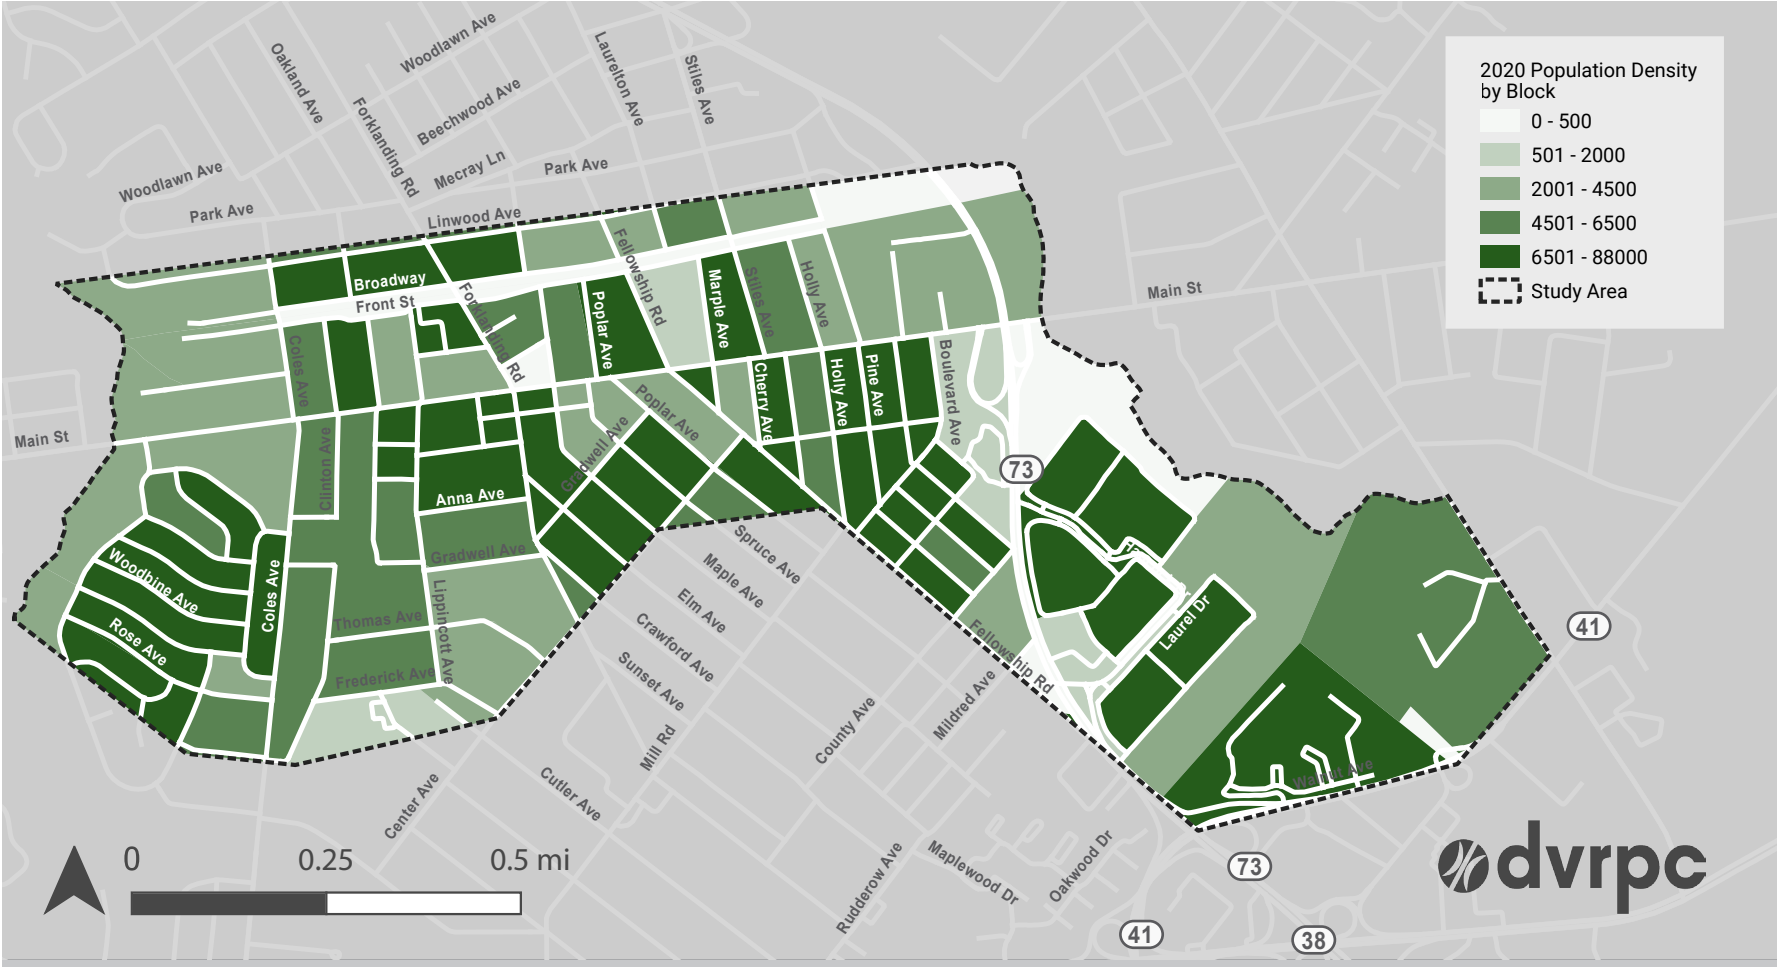 2020 Population Density
by Block
0 - 500
501 - 2000
2001 - 4500
4501 - 6500
6501 - 88000
Study Area
Woodlawn Ave
Oakland Ave
Laurelton Ave
Stiles Ave
Forklanding Rd
Beechwood Ave
Mecray Ln
Park Ave
Woodlawn Ave
Park Ave
Linwood Ave
Broadway
Front St
Fellowship Rd
Forklanding Rd
Poplar Ave
Marple Ave
Stiles Ave
Holly Ave
Main St
Coles Ave
Cherry Ave
Holly Ave
Pine Ave
Boulevard Ave
Poplar Ave
Main St
Clinton Ave
Gradwell Ave
73
Anna Ave
Gradwell Ave
Woodbine Ave
Coles Ave
Rose Ave
Thomas Ave
Lippincott Ave
Frederick Ave
Spruce Ave
Maple Ave
Elm Ave
Crawford Ave
Sunset Ave
Mill Rd
Fellowship Rd
Laurel Dr
41
Mildred Ave
County Ave
Walnut Ave
Center Ave
Cutler Ave
Rudderow Ave
Maplewood Dr
Oakwood Dr
73
41
38
0 0.25 0.5 mi
dvrpc